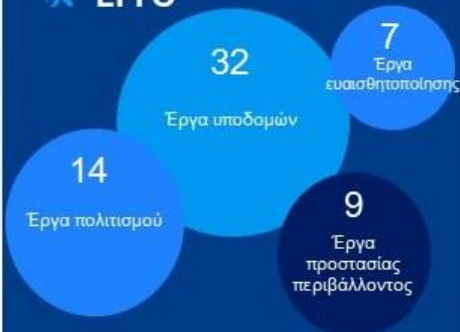 32
Έργα υποδομών
7
Έργα
ευαισθητοποίησης
14
Έργα πολιτισμού
9
Έργα
προστασίας
περιβάλλοντος